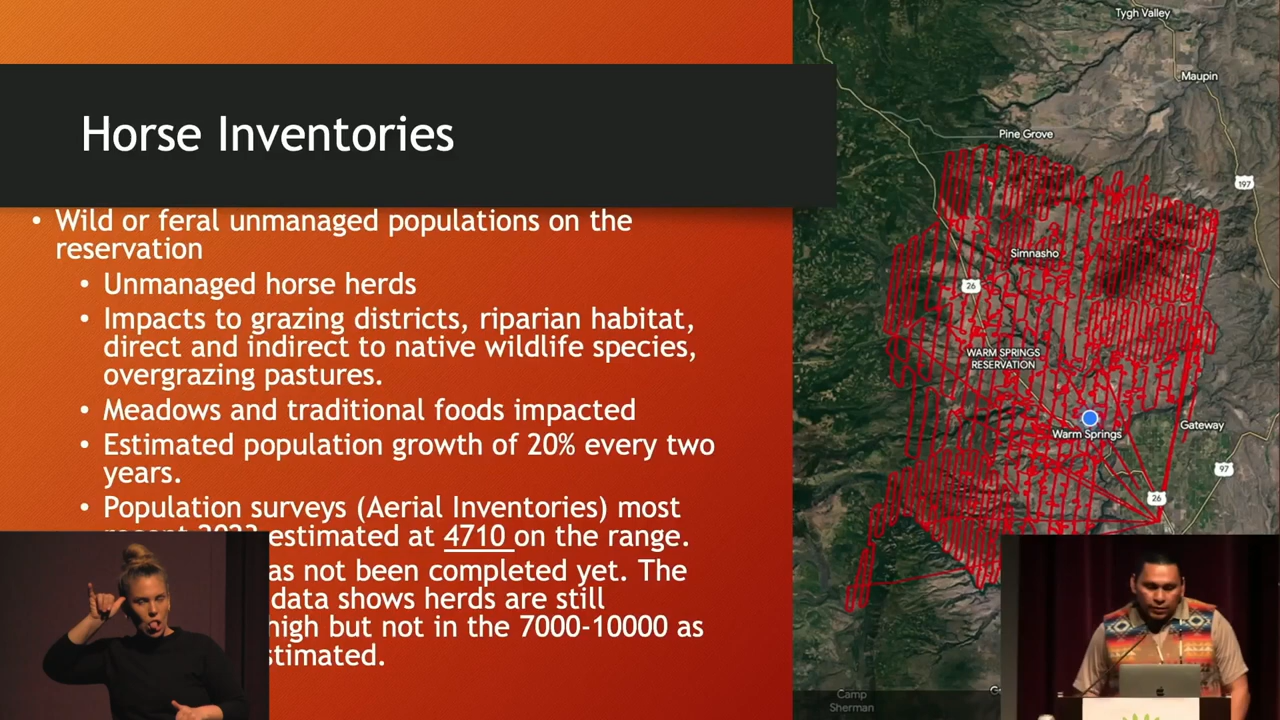 Horse Inventories
• Wild or feral unmanaged populations on the
reservation
• Unmanaged horse herds
• Impacts to grazing districts, riparian habitat,
direct and indirect to native wildlife species,
overgrazing pastures.
• Meadows and traditional foods impacted
• Estimated population growth of 20% every two
years.
• Population surveys (Aerial Inventories) most
estimated at 4710 on the range.
as not been completed yet. The
data shows herds are still
high but not in the 7000-10000 as
stimated.
Tygh Valley
Maupin
Pine Grove
197
Simnasho
26
WARM SPRINGS
RESERVATION
Warm Springs
Gateway
97
26
Camp
Sherman